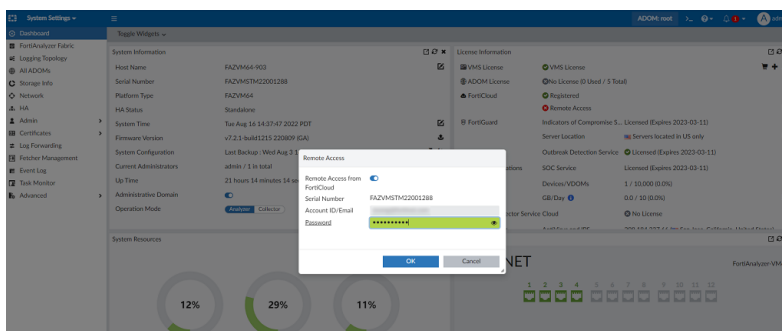 System Settings
ADOM: root
Dashboard
Toggle Widgets
FortiAnalyzer Fabric
Logging Topology
All ADOMs
Storage Info
Network
HA
Admin
Certificates
Log Forwarding
Fetcher Management
Event Log
Task Monitor
Advanced
System Information
Host Name FAZVM64-903
Serial Number FAZVMSTM22001288
Platform Type FAZVM64
HA Status Standalone
System Time Tue Aug 16 14:37:47 2022 PDT
Firmware Version v7.2.1-build1215 220809 (GA)
System Configuration Last Backup : Wed Aug 3 1
Current Administrators admin / 1 in total
Up Time 21 hours 14 minutes 14 se
Administrative Domain
Operation Mode Analyzer Collector
License Information
VMS License VMS License
ADOM License No License (0 Used / 5 Total)
FortiCloud Registered
Remote Access
FortiGuard Indicators of Compromise S... Licensed (Expires 2023-03-11)
Server Location Servers located in US only
Outbreak Detection Service Licensed (Expires 2023-03-11)
SOC Service Licensed (Expires 2023-03-11)
Devices/VDOMs 1 / 10,000 (0.0%)
GB/Day 0.0 / 10 (0.0%)
ctor Service Cloud No License
Remote Access
Remote Access from
FortiCloud
Serial Number FAZVMSTM22001288
Account ID/Email
Password ••••••••••
OK Cancel
System Resources
12% 29% 11%
NET
FortiAnalyzer-VM
1 2 3 4 5 6 7 8 9 10 11 12